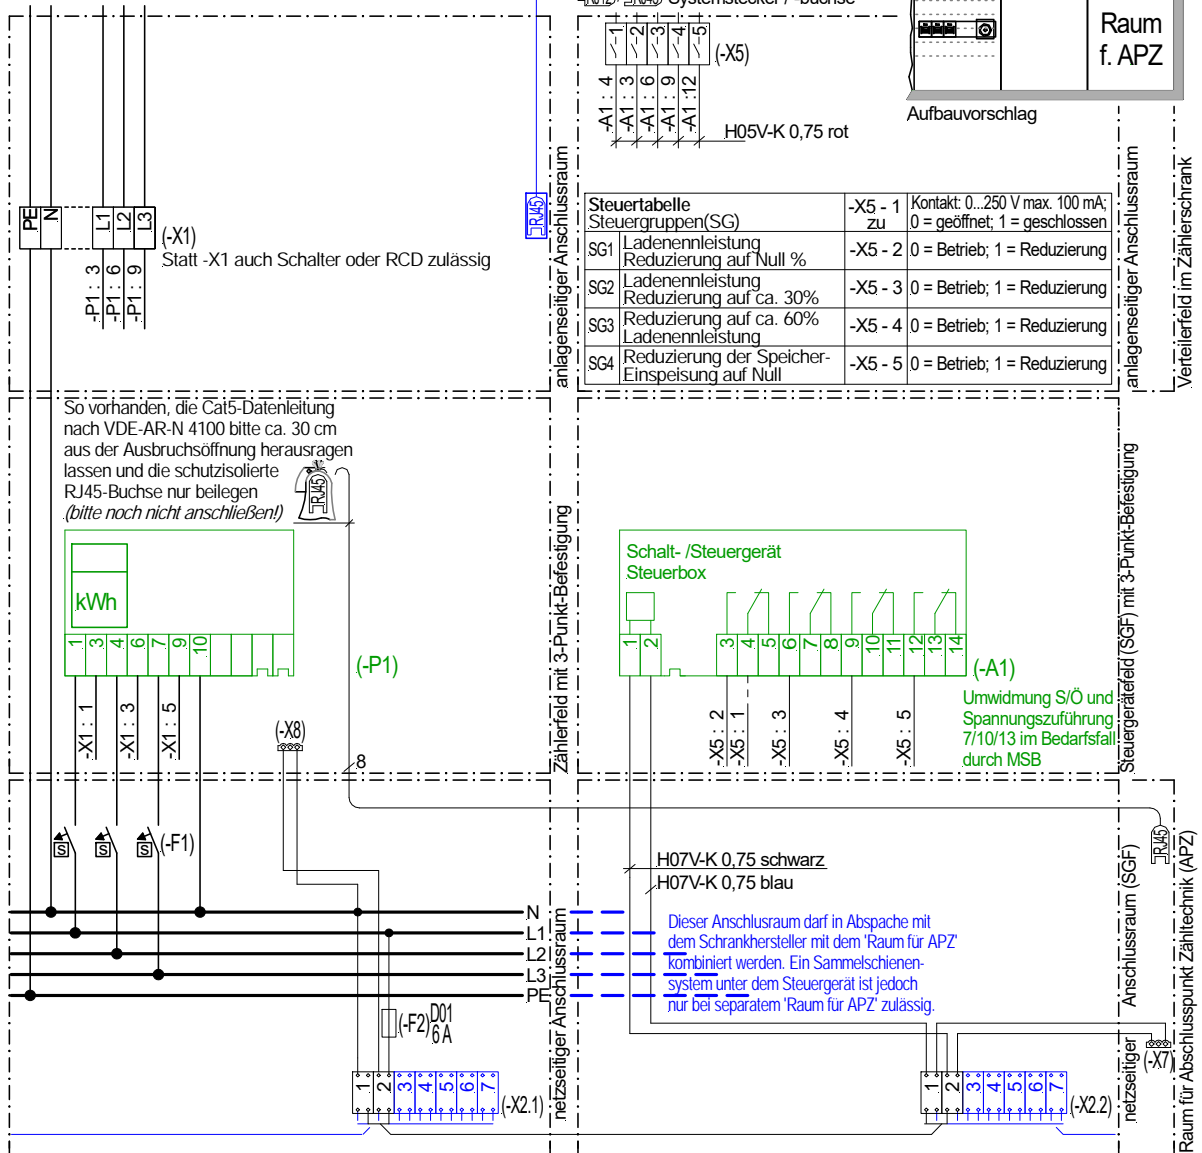 Systemstecker / -buchse
1
2
3
4
5
(-X5)
-A1 : 4
-A1 : 3
-A1 : 6
-A1 : 9
-A1 :12
H05V-K 0,75 rot
Raum
f. APZ
Aufbauvorschlag
PE
N
L1
L2
L3
(-X1)
Statt -X1 auch Schalter oder RCD zulässig
-P1 : 3
-P1 : 6
-P1 : 9
RJ45
anlagenseitiger Anschlussraum
Steuertabelle
Steuergruppen(SG)
-X5 - 1
zu
Kontakt: 0...250 V max. 100 mA;
0 = geöffnet; 1 = geschlossen
SG1
Ladenennleistung
Reduzierung auf Null %
-X5 - 2
0 = Betrieb; 1 = Reduzierung
SG2
Ladenennleistung
Reduzierung auf ca. 30%
-X5 - 3
0 = Betrieb; 1 = Reduzierung
SG3
Reduzierung auf ca. 60%
Ladenennleistung
-X5 - 4
0 = Betrieb; 1 = Reduzierung
SG4
Reduzierung der Speicher-
Einspeisung auf Null
-X5 - 5
0 = Betrieb; 1 = Reduzierung
anlagenseitiger Anschlussraum
Verteilerfeld im Zählerschrank
So vorhanden, die Cat5-Datenleitung
nach VDE-AR-N 4100 bitte ca. 30 cm
aus der Ausbruchsöffnung herausragen
lassen und die schutzisolierte
RJ45-Buchse nur beilegen
(bitte noch nicht anschließen!)
RJ45
kWh
1
3
4
6
7
9
10
(-P1)
-X1 : 1
-X1 : 3
-X1 : 5
(-X8)
8
Zählerfeld mit 3-Punkt-Befestigung
Schalt- /Steuergerät
Steuerbox
1
2
3
4
5
6
7
8
9
10
11
12
13
14
(-A1)
-X5 : 2
-X5 : 1
-X5 : 3
-X5 : 4
-X5 : 5
Umwidmung S/Ö und
Spannungszuführung
7/10/13 im Bedarfsfall
durch MSB
Steuergerätefeld (SGF) mit 3-Punkt-Befestigung
S
S
S
(-F1)
H07V-K 0,75 schwarz
H07V-K 0,75 blau
RJ45
N
L1
L2
L3
PE
Dieser Anschlusraum darf in Abspache mit
dem Schrankhersteller mit dem 'Raum für APZ'
kombiniert werden. Ein Sammelschienen-
system unter dem Steuergerät ist jedoch
nur bei separatem 'Raum für APZ' zulässig.
(-F2)
D01
6 A
1
2
3
4
5
6
7
(-X2.1)
netzseitiger Anschlussraum
1
2
3
4
5
6
7
(-X2.2)
(-X7)
netzseitiger Anschlussraum (SGF)
Raum für Abschlusspunkt Zähltechnik (APZ)